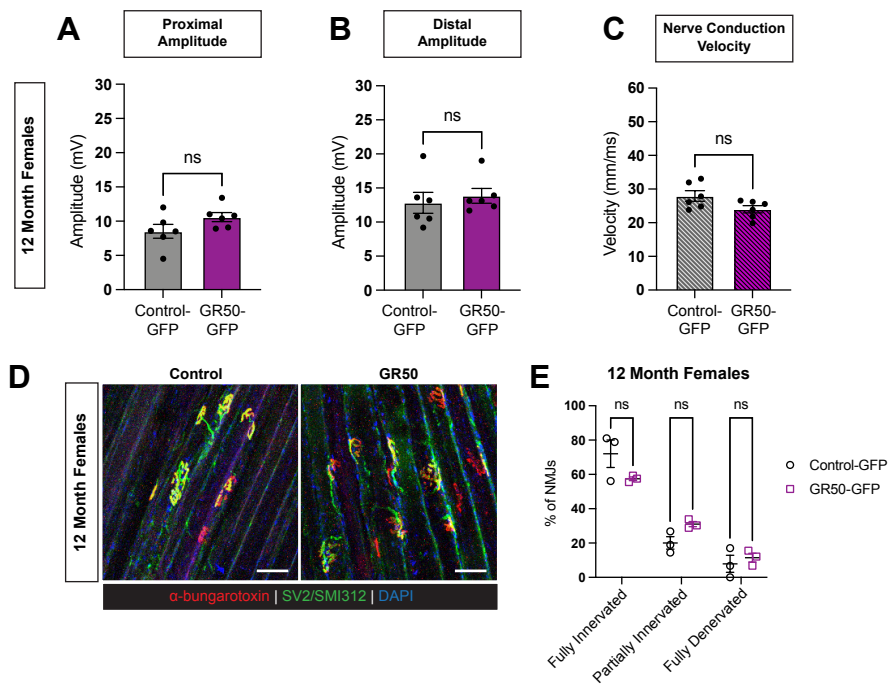 A
Proximal
Amplitude
B
Distal
Amplitude
C
Nerve Conduction
Velocity
12 Month Females
Amplitude (mV)
30
25
20
15
10
5
0
ns
Control-
GFP
GR50-
GFP
Amplitude (mV)
30
25
20
15
10
5
0
ns
Control-
GFP
GR50-
GFP
Velocity (mm/ms)
60
50
40
30
20
10
0
ns
Control-
GFP
GR50-
GFP
D
Control
GR50
12 Month Females
α-bungarotoxin | SV2/SMI312 | DAPI
E
12 Month Females
% of NMJs
100
80
60
40
20
0
ns
ns
ns
Fully Innervated
Partially Innervated
Fully Denervated
Control-GFP
GR50-GFP